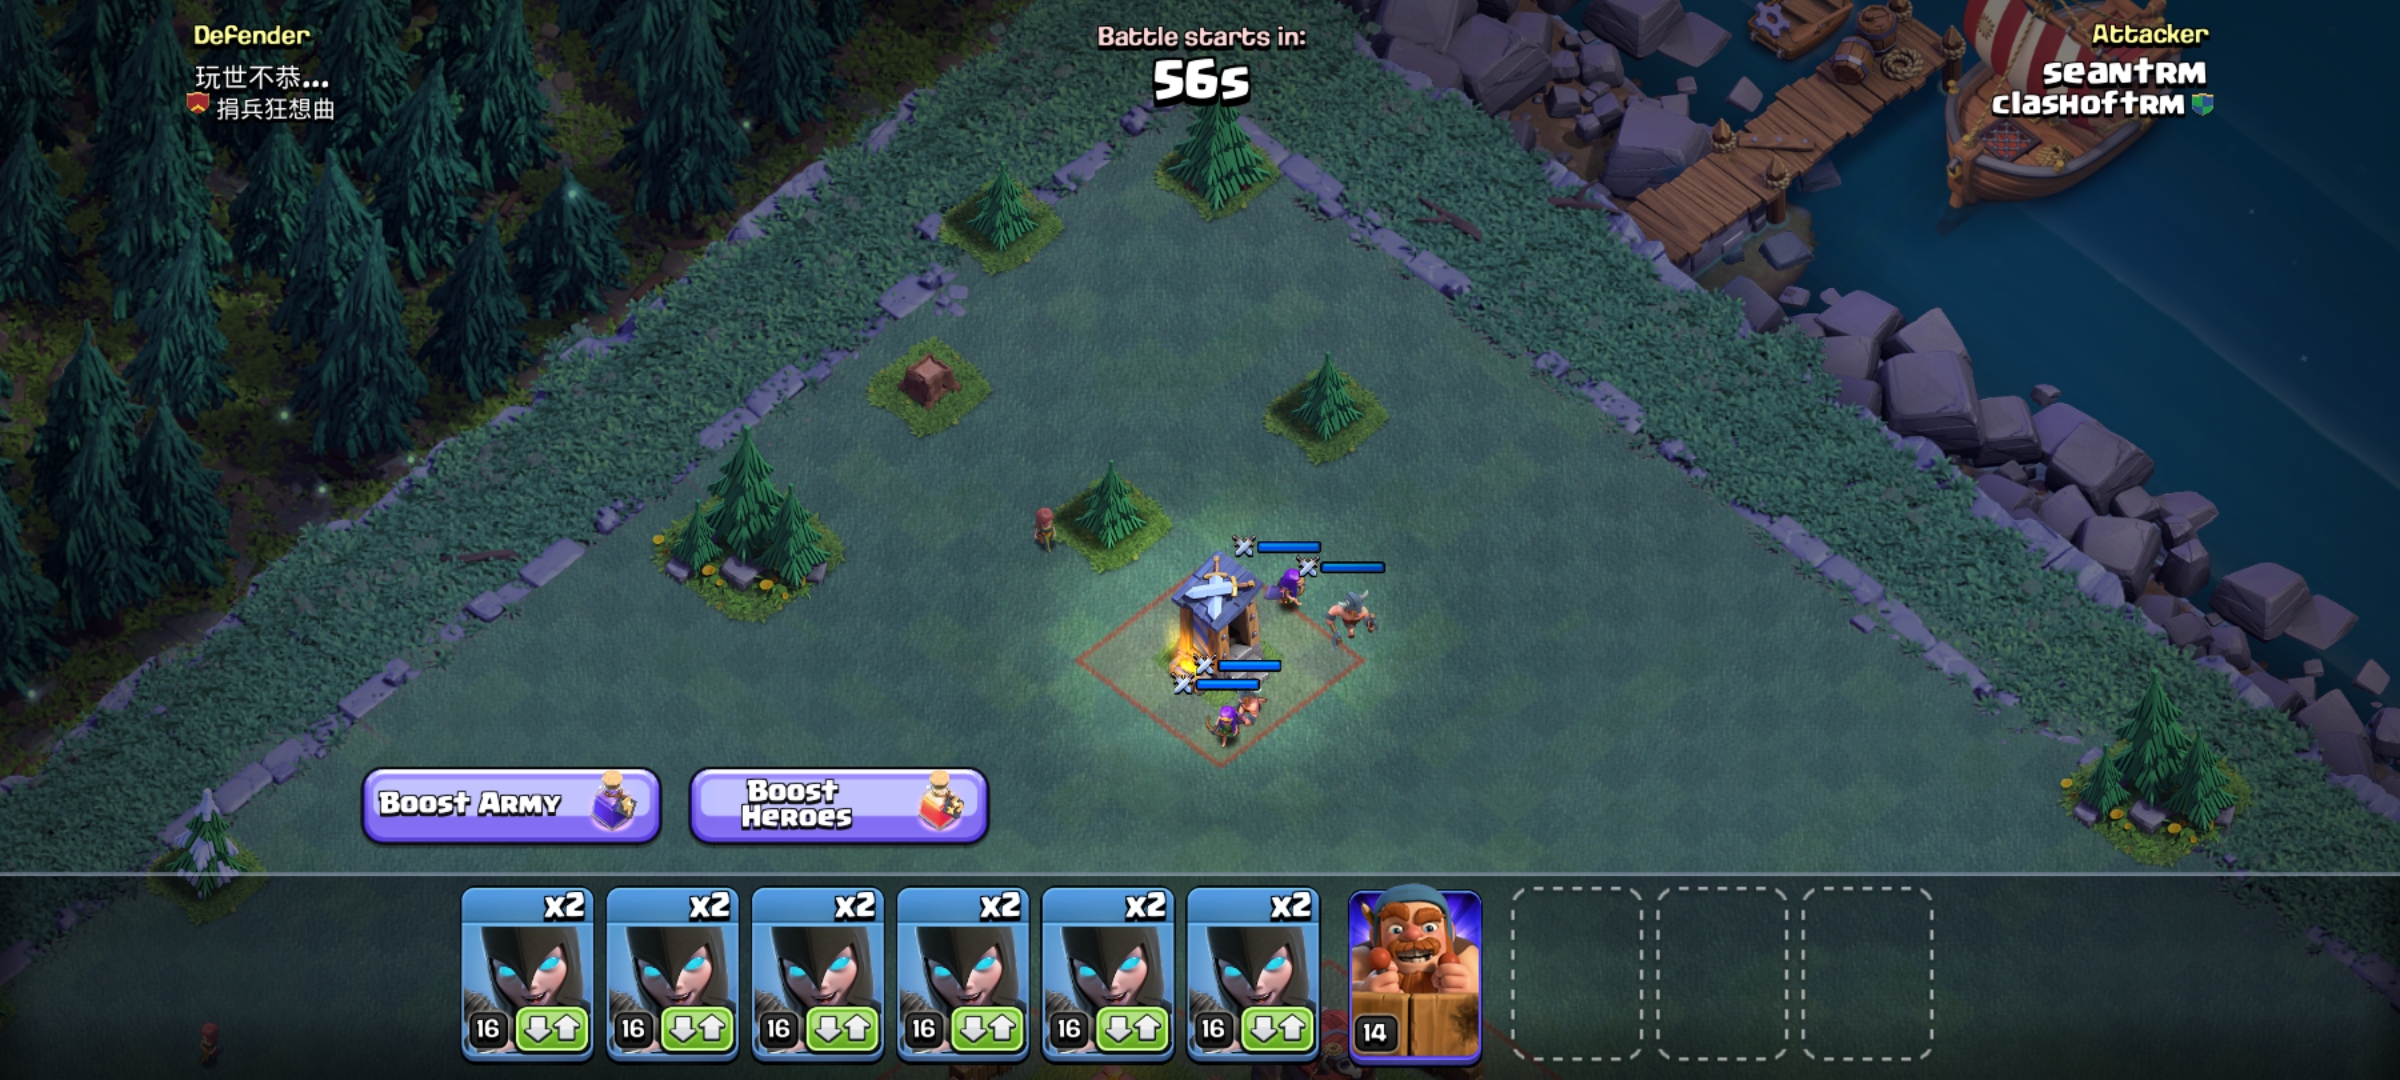 Defender
玩世不恭...
捐兵狂想曲
Battle starts in:
56s
Attacker
seantrm
clashoftrm
Boost Army
Boost
Heroes
x2
x2
x2
x2
x2
x2
16
16
16
16
16
16
14